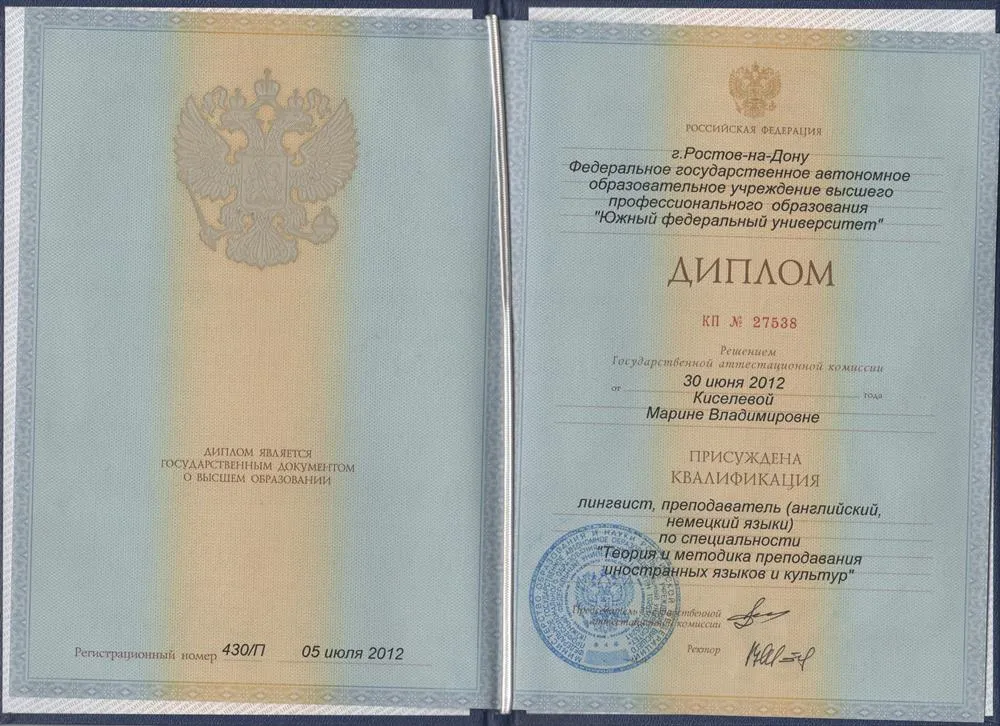 ДИПЛОМ ЯВЛЯЕТСЯ
ГОСУДАРСТВЕННЫМ ДОКУМЕНТОМ
О ВЫСШЕМ ОБРАЗОВАНИИ
Регистрационный номер 430/П 05 июля 2012
РОССИЙСКАЯ ФЕДЕРАЦИЯ
г.Ростов-на-Дону
Федеральное государственное автономное
образовательное учреждение высшего
профессионального образования
"Южный федеральный университет"
ДИПЛОМ
КП № 27538
Решением
Государственной аттестационной комиссии
от 30 июня 2012 года
Киселевой
Марине Владимировне
ПРИСУЖДЕНА
КВАЛИФИКАЦИЯ
лингвист, преподаватель (английский,
немецкий языки)
по специальности
"Теория и методика преподавания
иностранных языков и культур"
Председатель Государственной
аттестационной комиссии
Ректор